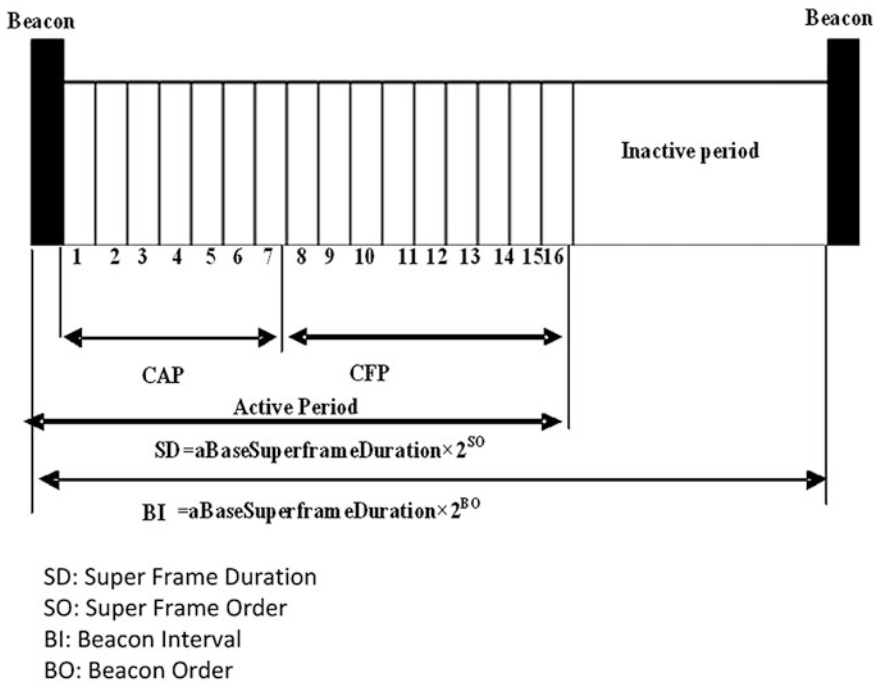 Beacon Beacon
Inactive period
1 2 3 4 5 6 7 8 9 10 11 12 13 14 15 16
CAP CFP
Active Period
SD =aBaseSuperframeDuration× 2^SO
BI =aBaseSuperframeDuration× 2^BO
SD: Super Frame Duration
SO: Super Frame Order
BI: Beacon Interval
BO: Beacon Order